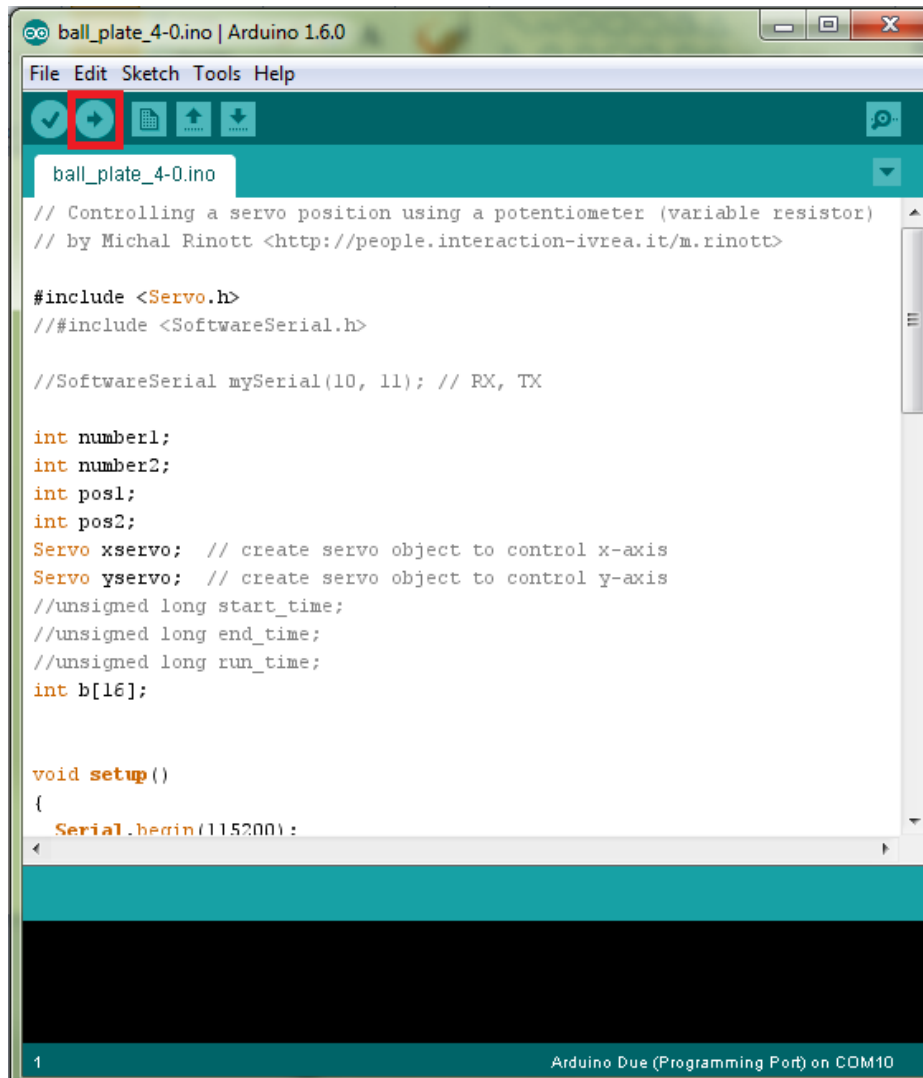 ball_plate_4-0.ino | Arduino 1.6.0
File Edit Sketch Tools Help
ball_plate_4-0.ino
// Controlling a servo position using a potentiometer (variable resistor)
// by Michal Rinott <http://people.interaction-ivrea.it/m.rinott>
#include <Servo.h>
//#include <SoftwareSerial.h>
//SoftwareSerial mySerial(10, 11); // RX, TX
int number1;
int number2;
int pos1;
int pos2;
Servo xservo;  // create servo object to control x-axis
Servo yservo;  // create servo object to control y-axis
//unsigned long start_time;
//unsigned long end_time;
//unsigned long run_time;
int b[16];
void setup()
{
  Serial.begin(115200);
1
Arduino Due (Programming Port) on COM10